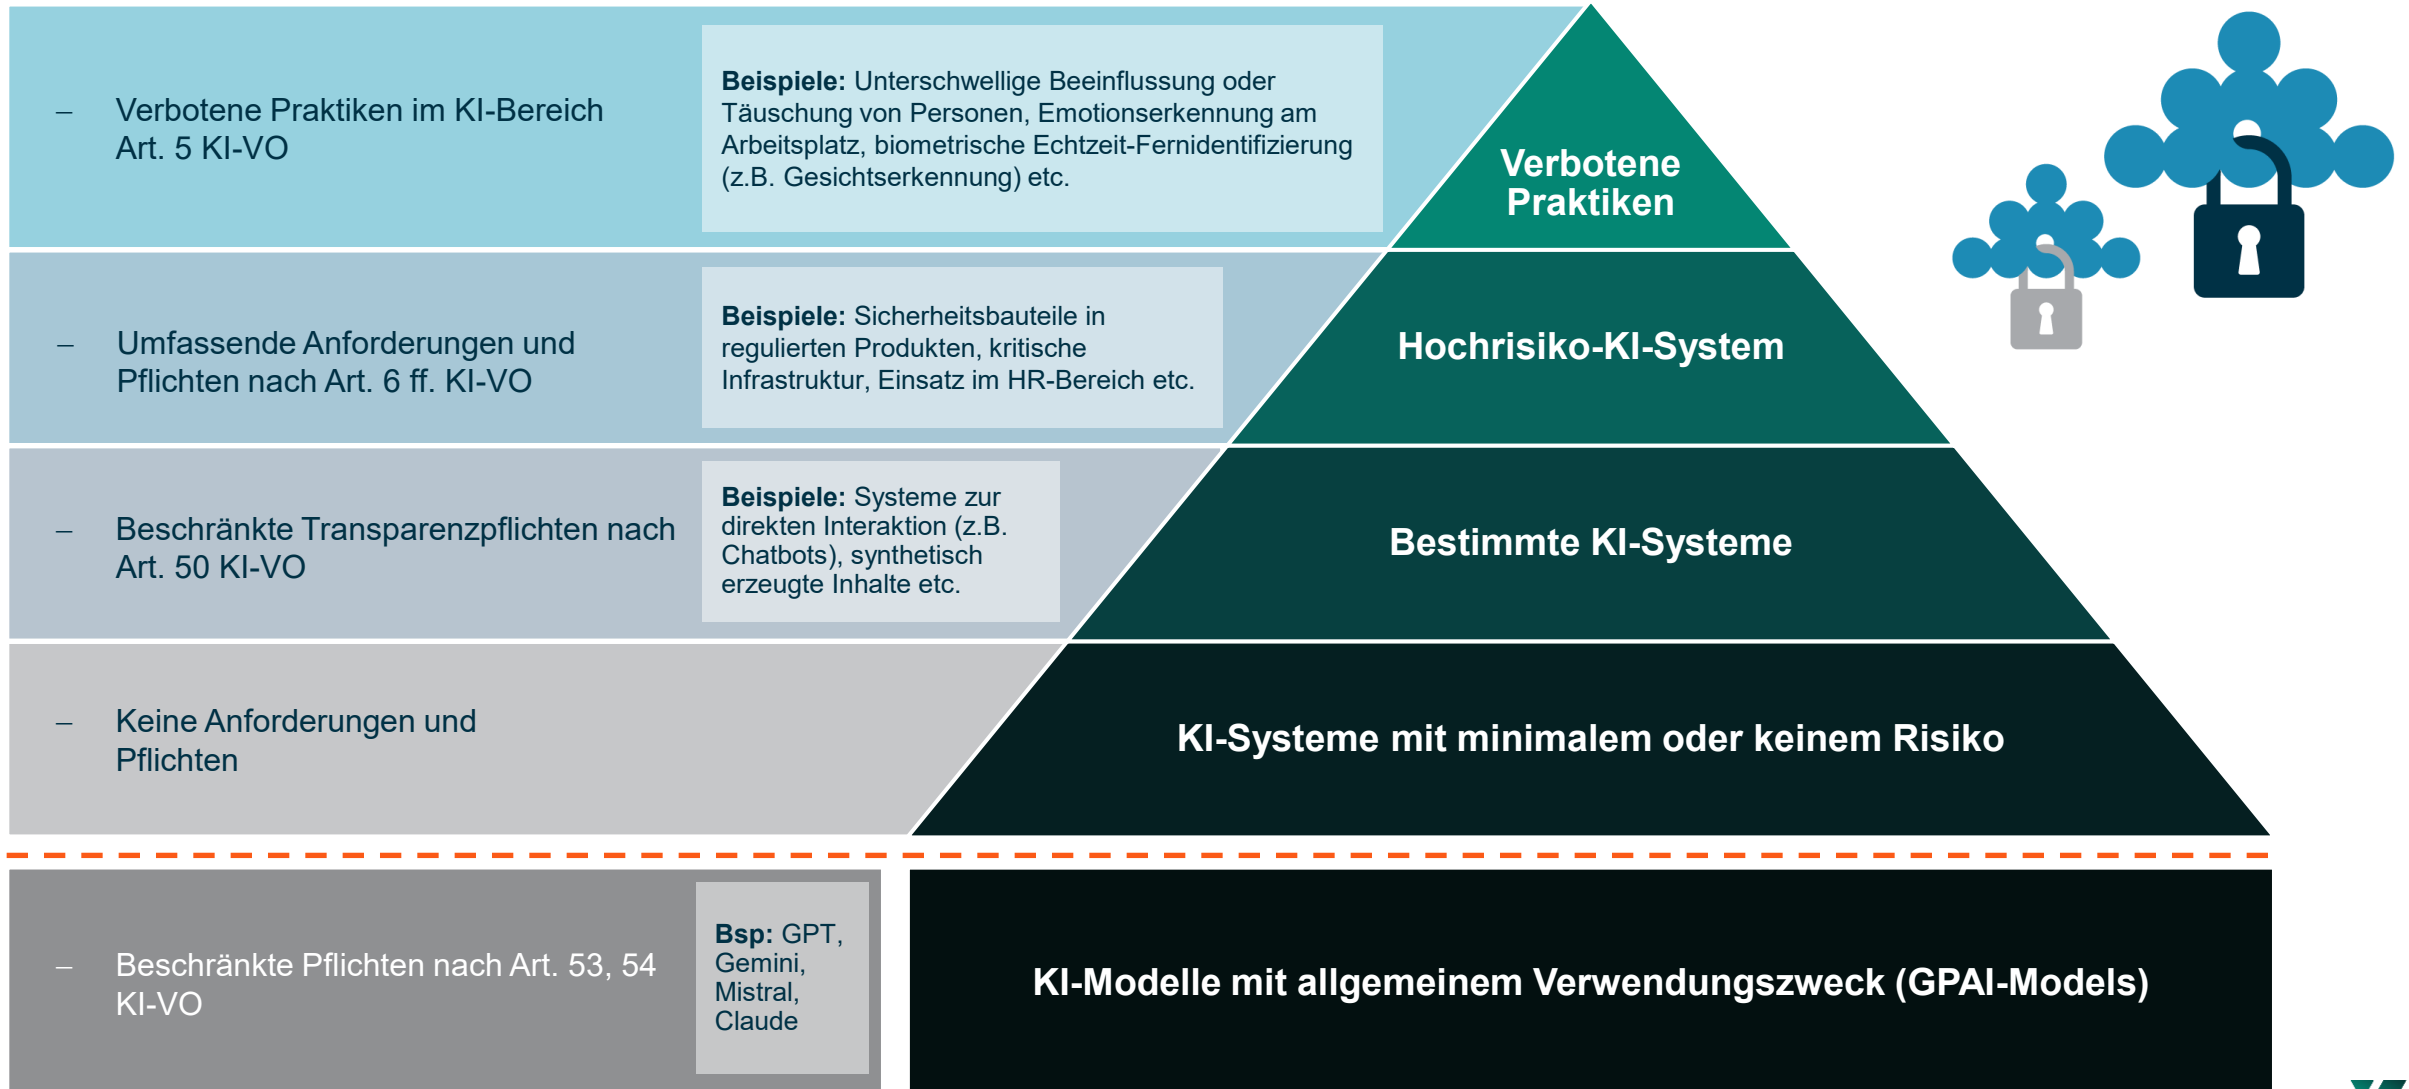 – Verbotene Praktiken im KI-Bereich
Art. 5 KI-VO
Beispiele: Unterschwellige Beeinflussung oder
Täuschung von Personen, Emotionserkennung am
Arbeitsplatz, biometrische Echtzeit-Fernidentifizierung
(z.B. Gesichtserkennung) etc.
Verbotene
Praktiken
– Umfassende Anforderungen und
Pflichten nach Art. 6 ff. KI-VO
Beispiele: Sicherheitsbauteile in
regulierten Produkten, kritische
Infrastruktur, Einsatz im HR-Bereich etc.
Hochrisiko-KI-System
– Beschränkte Transparenzpflichten nach
Art. 50 KI-VO
Beispiele: Systeme zur
direkten Interaktion (z.B.
Chatbots), synthetisch
erzeugte Inhalte etc.
Bestimmte KI-Systeme
– Keine Anforderungen und
Pflichten
KI-Systeme mit minimalem oder keinem Risiko
– Beschränkte Pflichten nach Art. 53, 54
KI-VO
Bsp: GPT,
Gemini,
Mistral,
Claude
KI-Modelle mit allgemeinem Verwendungszweck (GPAI-Models)